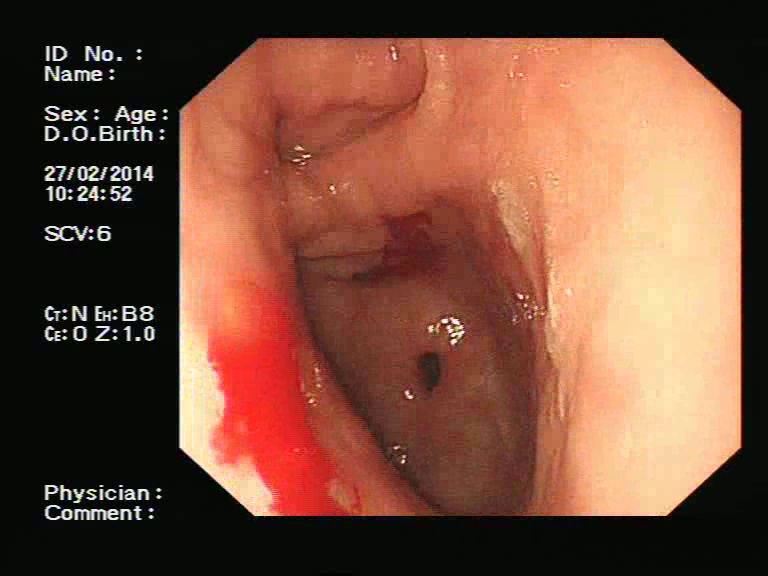 ID No. :
Name:
Sex: Age:
D.O.Birth:
27/02/2014
10:24:52
SCV:6
CT:N EH:B8
CE:0 Z:1.0
Physician:
Comment: